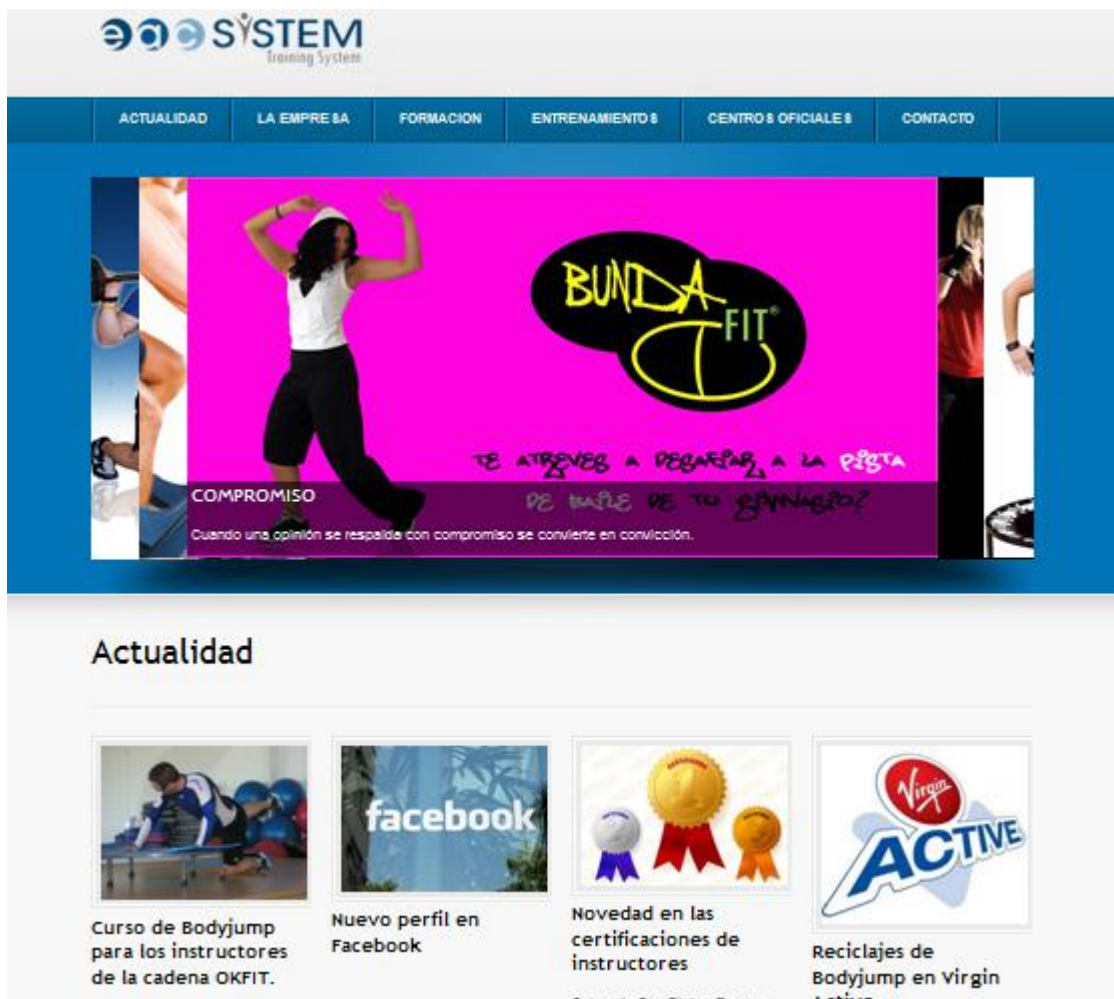 eac SYSTEM
Training System
ACTUALIDAD LA EMPRESA FORMACION ENTRENAMIENTOS CENTROS OFICIALES CONTACTO
BUNDA
FIT®
TE ATREVES A DESAFIAR A LA PISTA
DE BAILE DE TU GIMNASIO?
COMPROMISO
Cuando una opinión se respalda con compromiso se convierte en convicción.
Actualidad
facebook
1
Virgin
ACTIVE
Curso de Bodyjump
para los instructores
de la cadena OKFIT.
Nuevo perfil en
Facebook
Novedad en las
certificaciones de
instructores
Reciclajes de
Bodyjump en Virgin